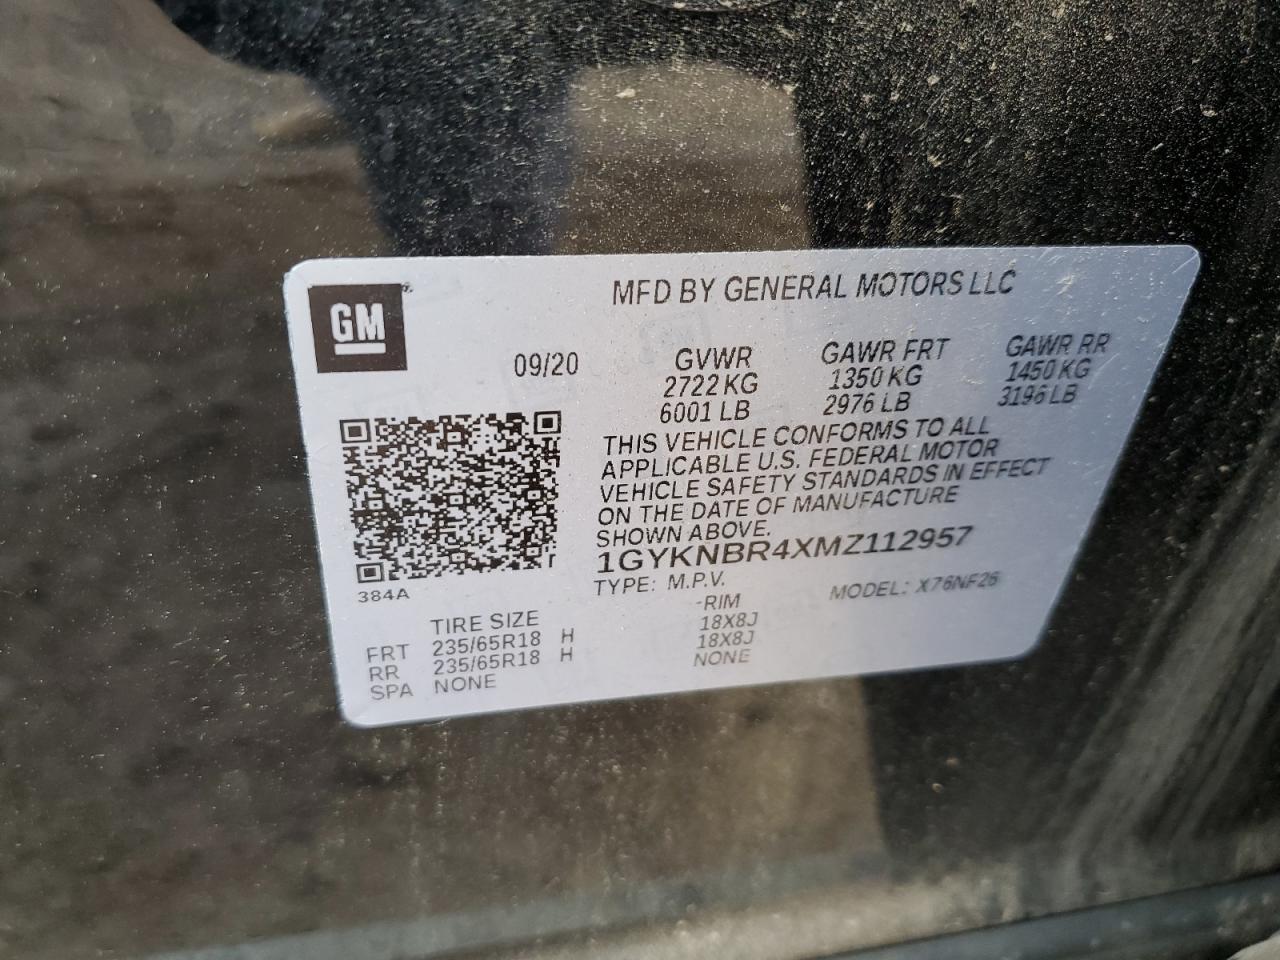 GM
MFD BY GENERAL MOTORS LLC
09/20 GVWR GAWR FRT GAWR RR
2722 KG 1350 KG 1450 KG
6001 LB 2976 LB 3196 LB
THIS VEHICLE CONFORMS TO ALL
APPLICABLE U.S. FEDERAL MOTOR
VEHICLE SAFETY STANDARDS IN EFFECT
ON THE DATE OF MANUFACTURE
SHOWN ABOVE.
1GYKNBR4XMZ112957
TYPE: M.P.V. MODEL: X76NF26
384A
TIRE SIZE -RIM
FRT 235/65R18 H 18X8J
RR 235/65R18 H 18X8J
SPA NONE NONE